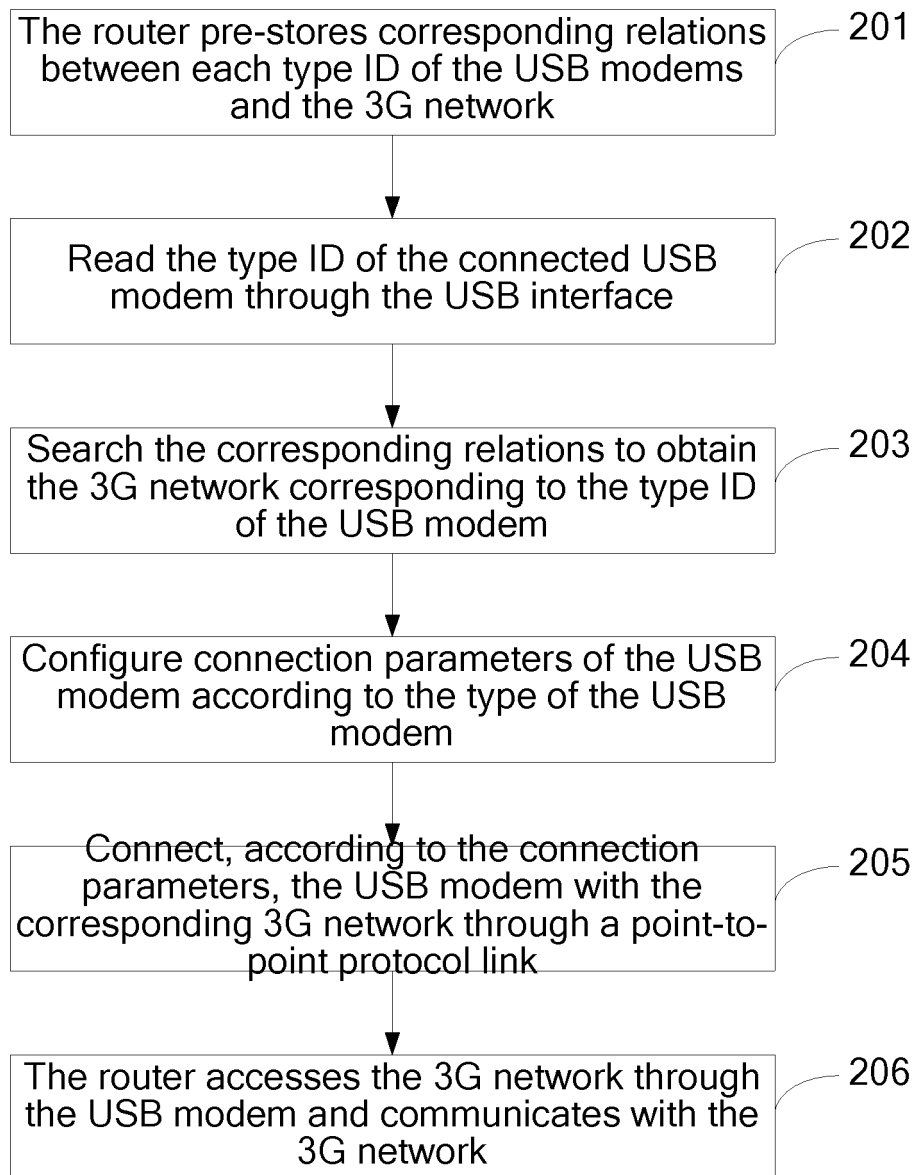 The router pre-stores corresponding relations
between each type ID of the USB modems
and the 3G network
201
Read the type ID of the connected USB
modem through the USB interface
202
Search the corresponding relations to obtain
the 3G network corresponding to the type ID
of the USB modem
203
Configure connection parameters of the USB
modem according to the type of the USB
modem
204
Connect, according to the connection
parameters, the USB modem with the
corresponding 3G network through a point-to-
point protocol link
205
The router accesses the 3G network through
the USB modem and communicates with the
3G network
206